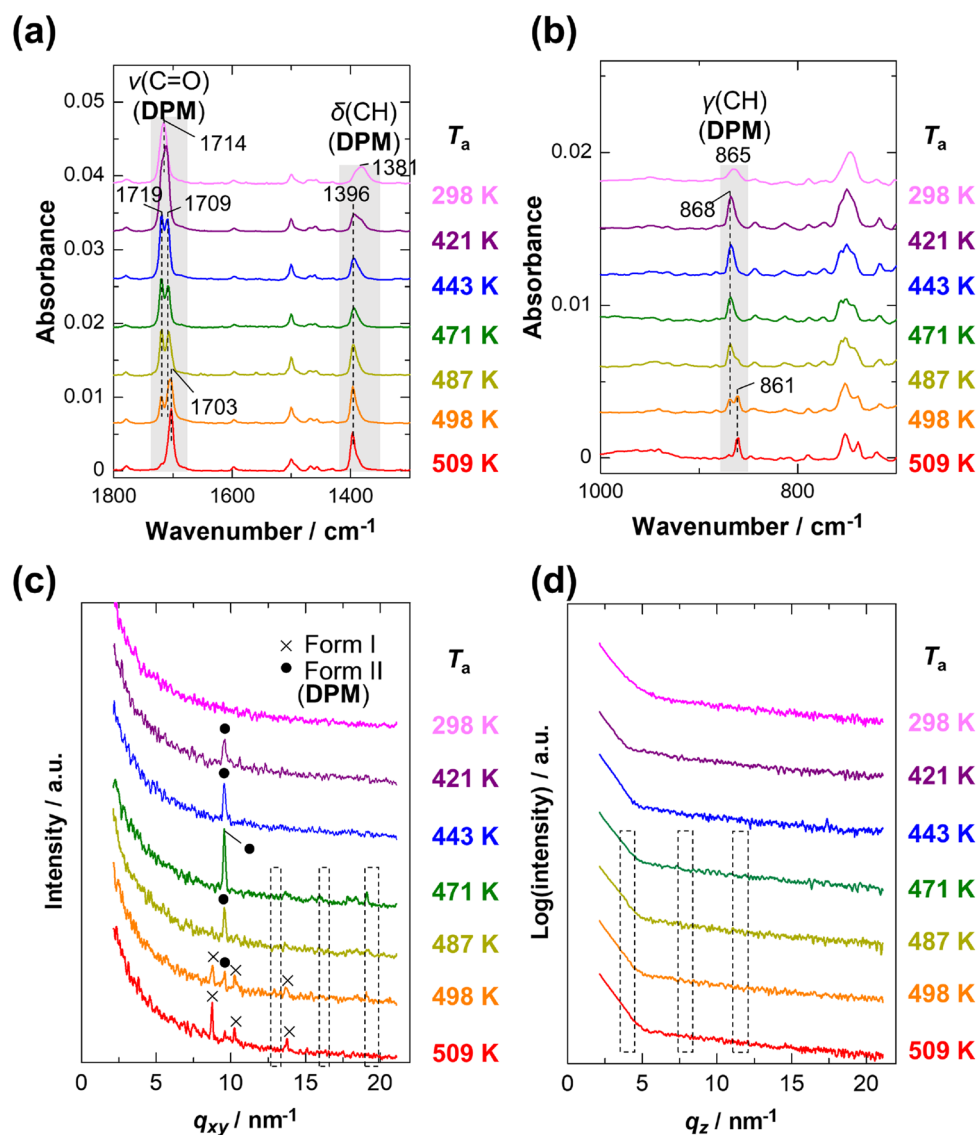 (a)
ν(C=O)
(DPM)
δ(CH)
(DPM)
0.05
0.04
0.03
0.02
0.01
0
1714
1381
1719
1709
1396
1703
Absorbance
1800
1600
1400
Wavenumber / cm-1
Ta
298 K
421 K
443 K
471 K
487 K
498 K
509 K
(b)
γ(CH)
(DPM)
865
868
861
0.02
0.01
0
Absorbance
1000
800
Wavenumber / cm-1
Ta
298 K
421 K
443 K
471 K
487 K
498 K
509 K
(c)
× Form I
● Form II
(DPM)
Intensity / a.u.
0
5
10
15
20
qxy / nm-1
Ta
298 K
421 K
443 K
471 K
487 K
498 K
509 K
(d)
Log(intensity) / a.u.
0
5
10
15
20
qz / nm-1
Ta
298 K
421 K
443 K
471 K
487 K
498 K
509 K